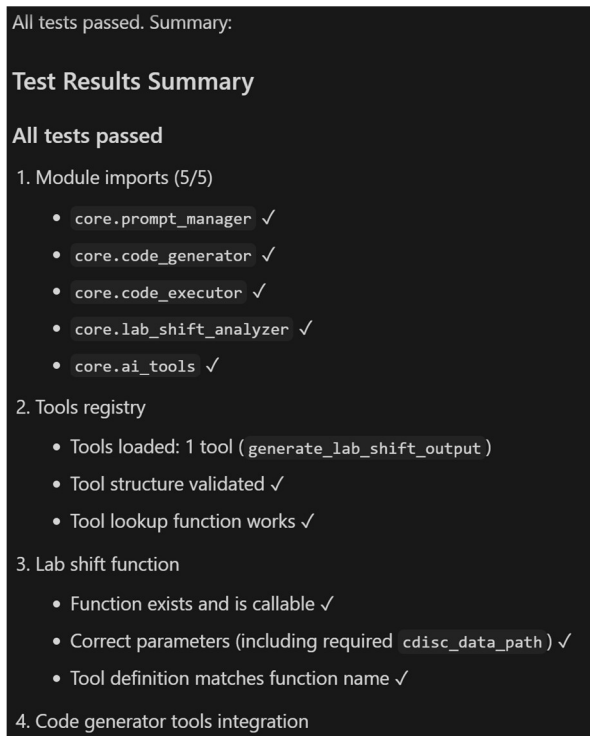 All tests passed. Summary:
Test Results Summary
All tests passed
1. Module imports (5/5)
• core.prompt_manager ✓
• core.code_generator ✓
• core.code_executor ✓
• core.lab_shift_analyzer ✓
• core.ai_tools ✓
2. Tools registry
• Tools loaded: 1 tool (generate_lab_shift_output)
• Tool structure validated ✓
• Tool lookup function works ✓
3. Lab shift function
• Function exists and is callable ✓
• Correct parameters (including required cdisc_data_path) ✓
• Tool definition matches function name ✓
4. Code generator tools integration